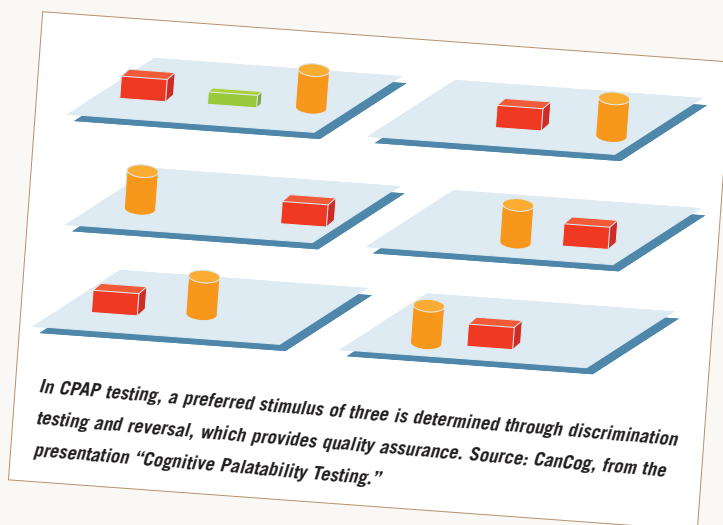 In CPAP testing, a preferred stimulus of three is determined through discrimination
testing and reversal, which provides quality assurance. Source: CanCog, from the
presentation “Cognitive Palatability Testing.”